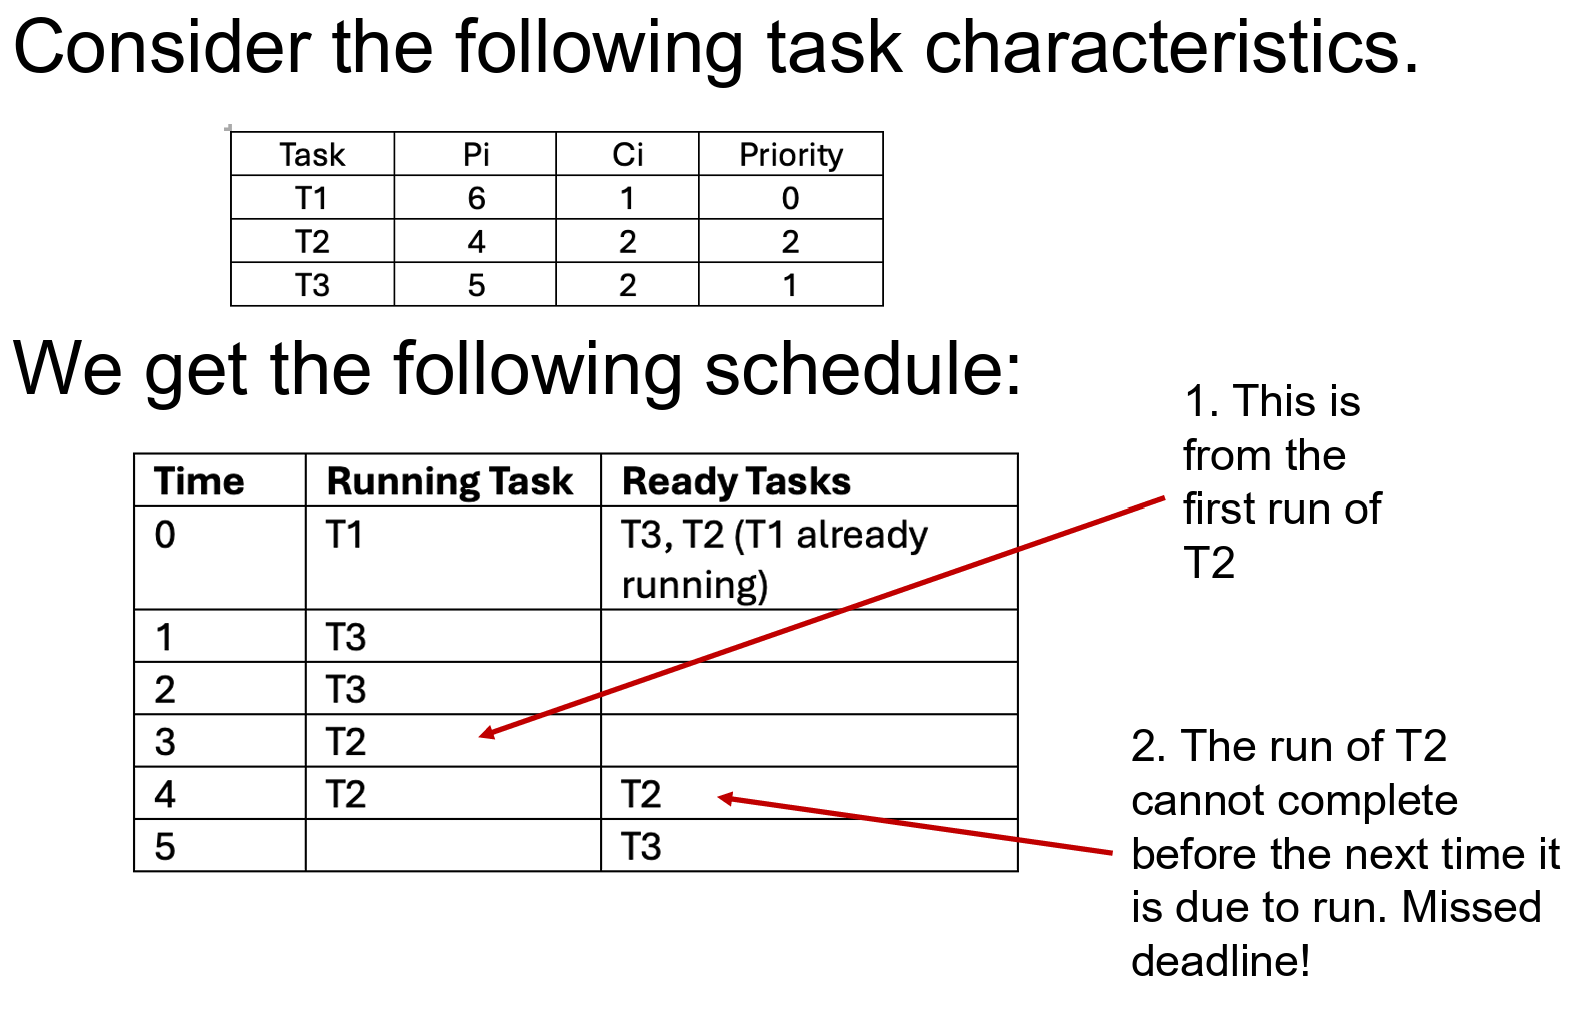 Consider the following task characteristics.
Task Pi Ci Priority
T1 6 1 0
T2 4 2 2
T3 5 2 1
We get the following schedule:
Time Running Task Ready Tasks
0 T1 T3, T2 (T1 already
running)
1 T3
2 T3
3 T2
4 T2 T2
5 T3
1. This is
from the
first run of
T2
2. The run of T2
cannot complete
before the next time it
is due to run. Missed
deadline!